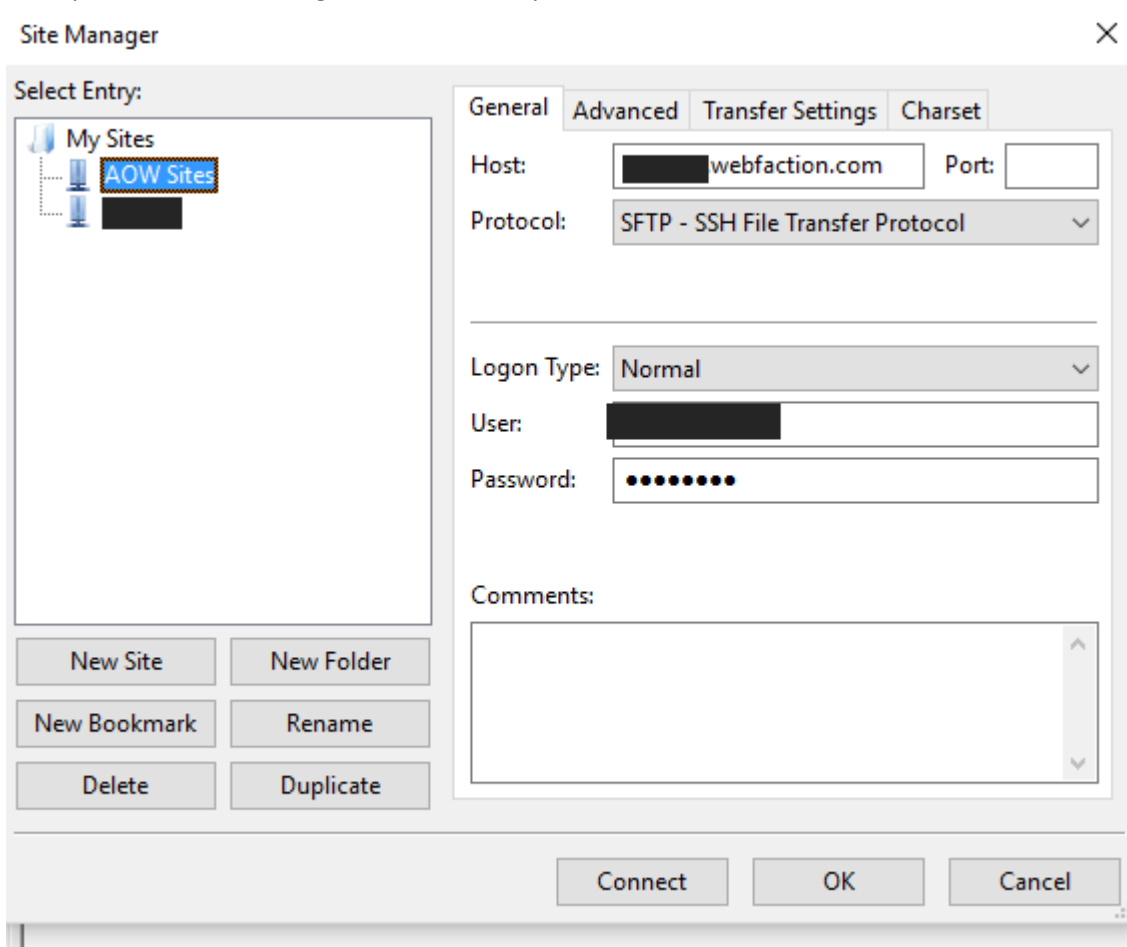 Site Manager
Select Entry:
My Sites
AOW Sites
General Advanced Transfer Settings Charset
Host: .webfaction.com Port:
Protocol: SFTP - SSH File Transfer Protocol
Logon Type: Normal
User:
Password: ●●●●●●●●
Comments:
New Site New Folder
New Bookmark Rename
Delete Duplicate
Connect OK Cancel